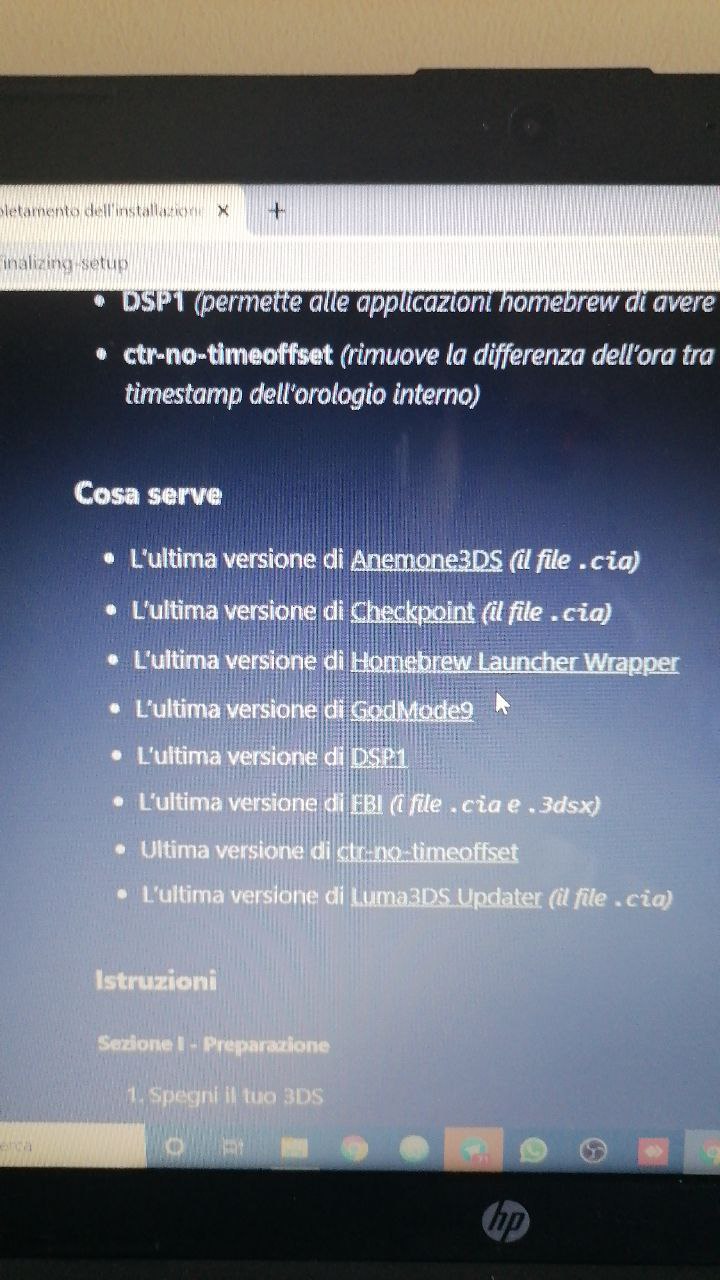 pletamento dell'installazione × +
finalizing-setup
• DSP1 (permette alle applicazioni homebrew di avere
• ctr-no-timeoffset (rimuove la differenza dell'ora tra
timestamp dell'orologio interno)
Cosa serve
• L'ultima versione di Anemone3DS (il file .cia)
• L'ultima versione di Checkpoint (il file .cia)
• L'ultima versione di Homebrew Launcher Wrapper
• L'ultima versione di GodMode9
• L'ultima versione di DSP1
• L'ultima versione di FBI (i file .cia e .3dsx)
• Ultima versione di ctr-no-timeoffset
• L'ultima versione di Luma3DS Updater (il file .cia)
Istruzioni
Sezione I - Preparazione
1. Spegni il tuo 3DS
erca
hp